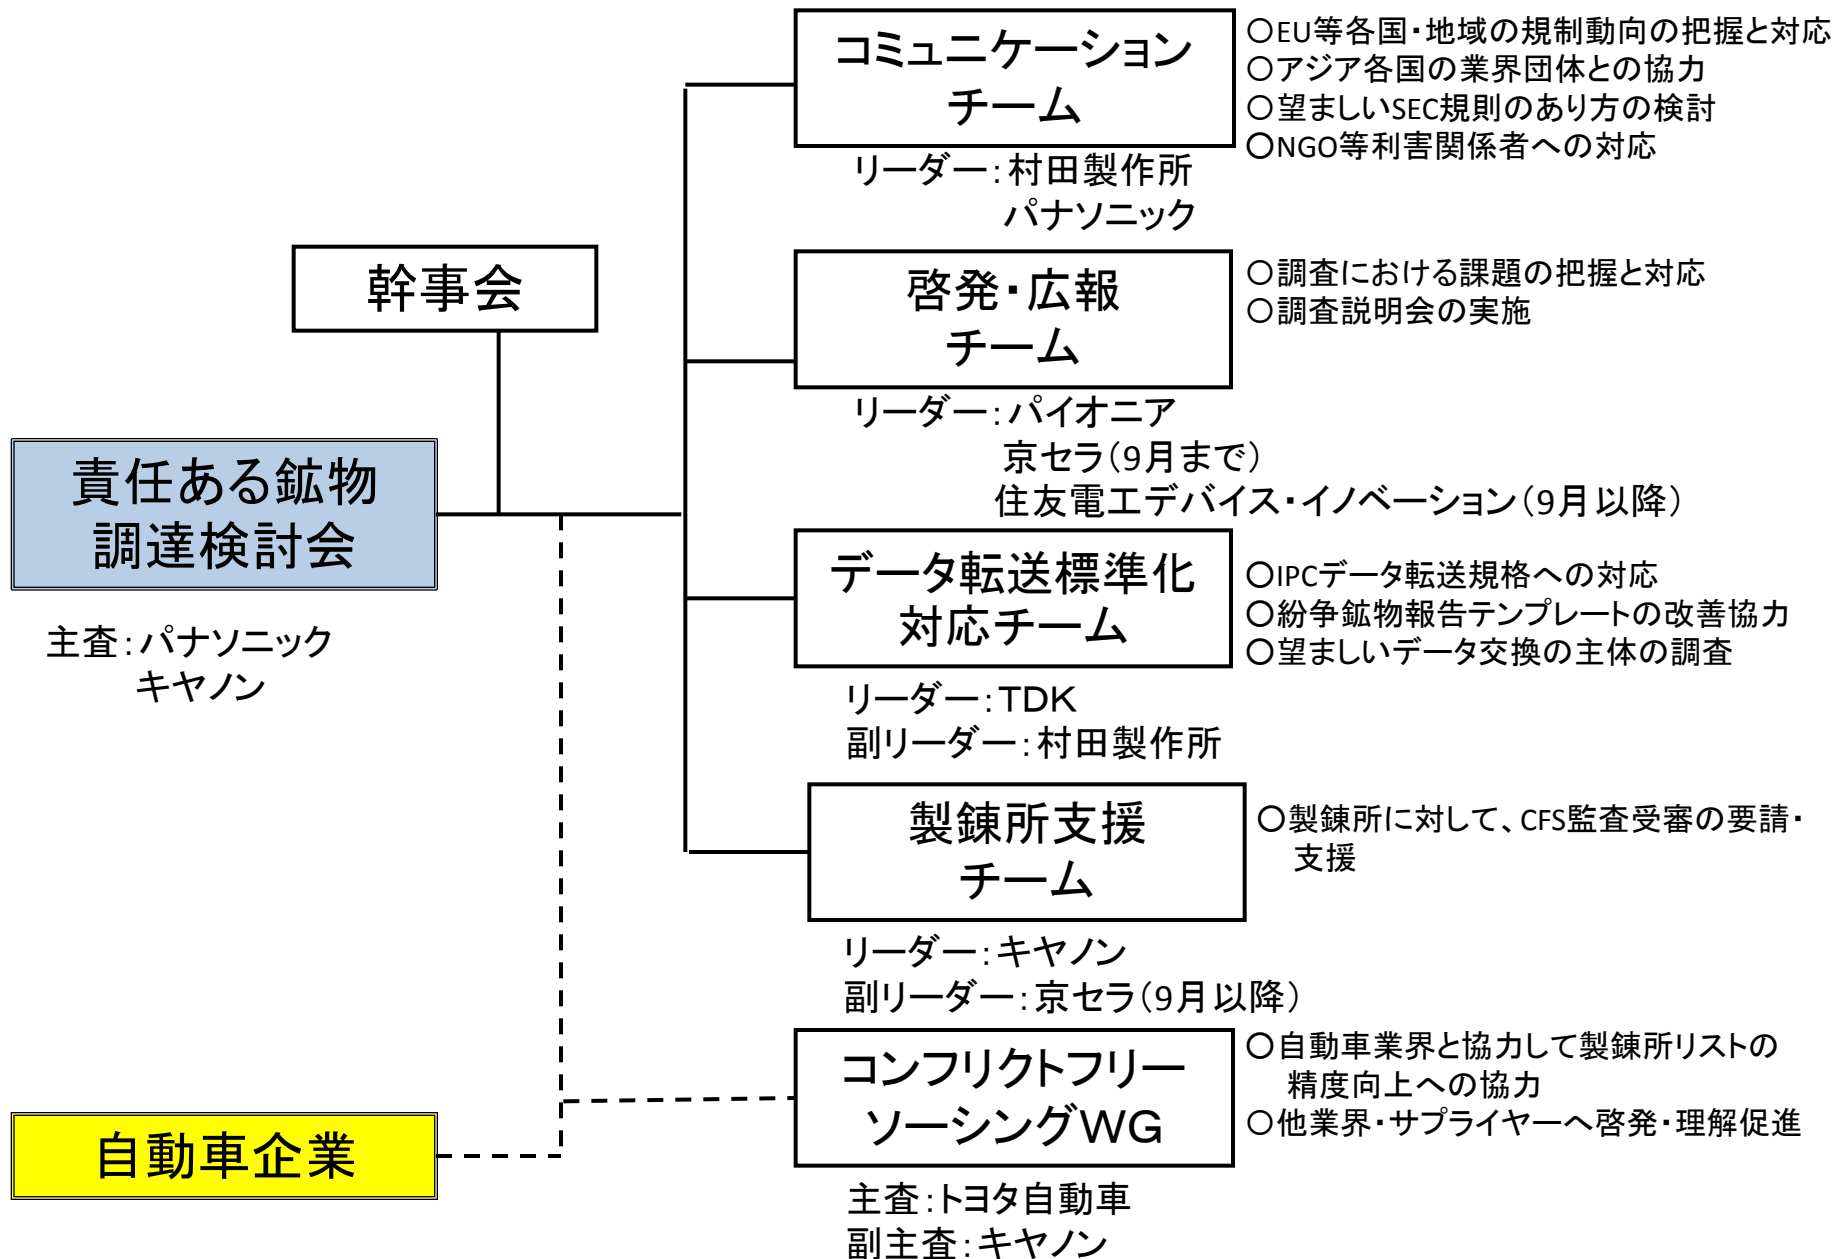 コミュニケーション
チーム
○EU等各国・地域の規制動向の把握と対応
○アジア各国の業界団体との協力
○望ましいSEC規則のあり方の検討
○NGO等利害関係者への対応
リーダー：村田製作所
パナソニック
幹事会
啓発・広報
チーム
○調査における課題の把握と対応
○調査説明会の実施
リーダー：パイオニア
京セラ（9月まで）
住友電工デバイス・イノベーション（9月以降）
責任ある鉱物
調達検討会
主査：パナソニック
キヤノン
データ転送標準化
対応チーム
○IPCデータ転送規格への対応
○紛争鉱物報告テンプレートの改善協力
○望ましいデータ交換の主体の調査
リーダー：TDK
副リーダー：村田製作所
製錬所支援
チーム
○製錬所に対して、CFS監査受審の要請・
支援
リーダー：キヤノン
副リーダー：京セラ（9月以降）
コンフリクトフリー
ソーシングWG
○自動車業界と協力して製錬所リストの
精度向上への協力
○他業界・サプライヤーへ啓発・理解促進
自動車企業
主査：トヨタ自動車
副主査：キヤノン